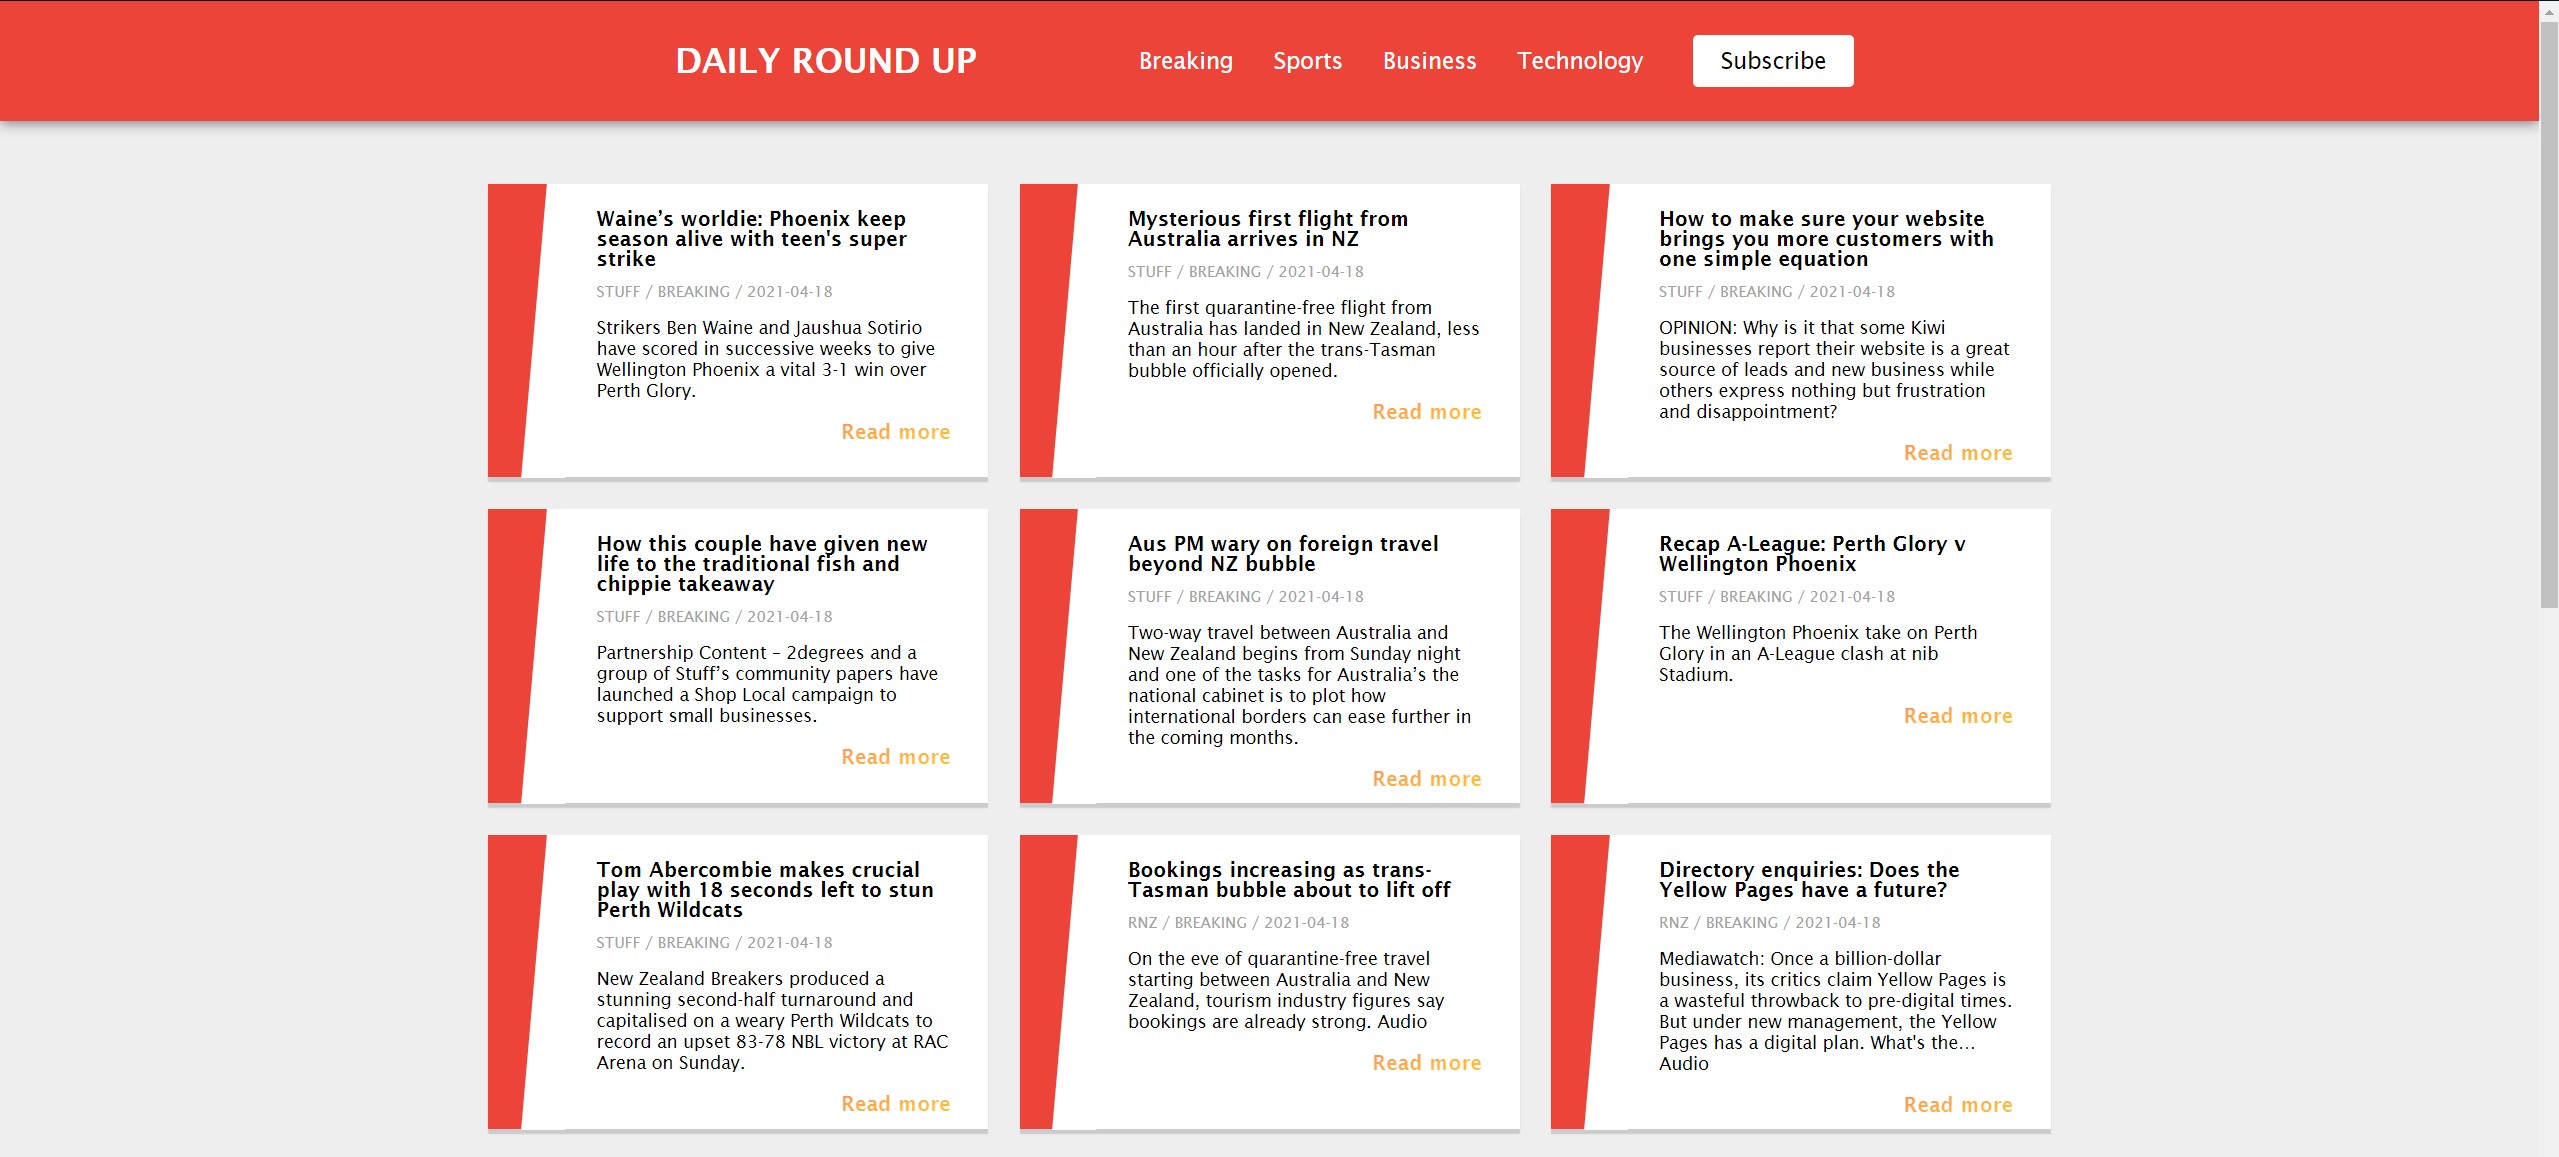 DAILY ROUND UP
Breaking
Sports
Business
Technology
Subscribe
Waine’s worldie: Phoenix keep
season alive with teen's super
strike
STUFF / BREAKING / 2021-04-18
Strikers Ben Waine and Jaushua Sotirio
have scored in successive weeks to give
Wellington Phoenix a vital 3-1 win over
Perth Glory.
Read more
Mysterious first flight from
Australia arrives in NZ
STUFF / BREAKING / 2021-04-18
The first quarantine-free flight from
Australia has landed in New Zealand, less
than an hour after the trans-Tasman
bubble officially opened.
Read more
How to make sure your website
brings you more customers with
one simple equation
STUFF / BREAKING / 2021-04-18
OPINION: Why is it that some Kiwi
businesses report their website is a great
source of leads and new business while
others express nothing but frustration
and disappointment?
Read more
How this couple have given new
life to the traditional fish and
chippie takeaway
STUFF / BREAKING / 2021-04-18
Partnership Content – 2degrees and a
group of Stuff’s community papers have
launched a Shop Local campaign to
support small businesses.
Read more
Aus PM wary on foreign travel
beyond NZ bubble
STUFF / BREAKING / 2021-04-18
Two-way travel between Australia and
New Zealand begins from Sunday night
and one of the tasks for Australia’s the
national cabinet is to plot how
international borders can ease further in
the coming months.
Read more
Recap A-League: Perth Glory v
Wellington Phoenix
STUFF / BREAKING / 2021-04-18
The Wellington Phoenix take on Perth
Glory in an A-League clash at nib
Stadium.
Read more
Tom Abercombie makes crucial
play with 18 seconds left to stun
Perth Wildcats
STUFF / BREAKING / 2021-04-18
New Zealand Breakers produced a
stunning second-half turnaround and
capitalised on a weary Perth Wildcats to
record an upset 83-78 NBL victory at RAC
Arena on Sunday.
Read more
Bookings increasing as trans-
Tasman bubble about to lift off
RNZ / BREAKING / 2021-04-18
On the eve of quarantine-free travel
starting between Australia and New
Zealand, tourism industry figures say
bookings are already strong. Audio
Read more
Directory enquiries: Does the
Yellow Pages have a future?
RNZ / BREAKING / 2021-04-18
Mediawatch: Once a billion-dollar
business, its critics claim Yellow Pages is
a wasteful throwback to pre-digital times.
But under new management, the Yellow
Pages has a digital plan. What's the…
Audio
Read more